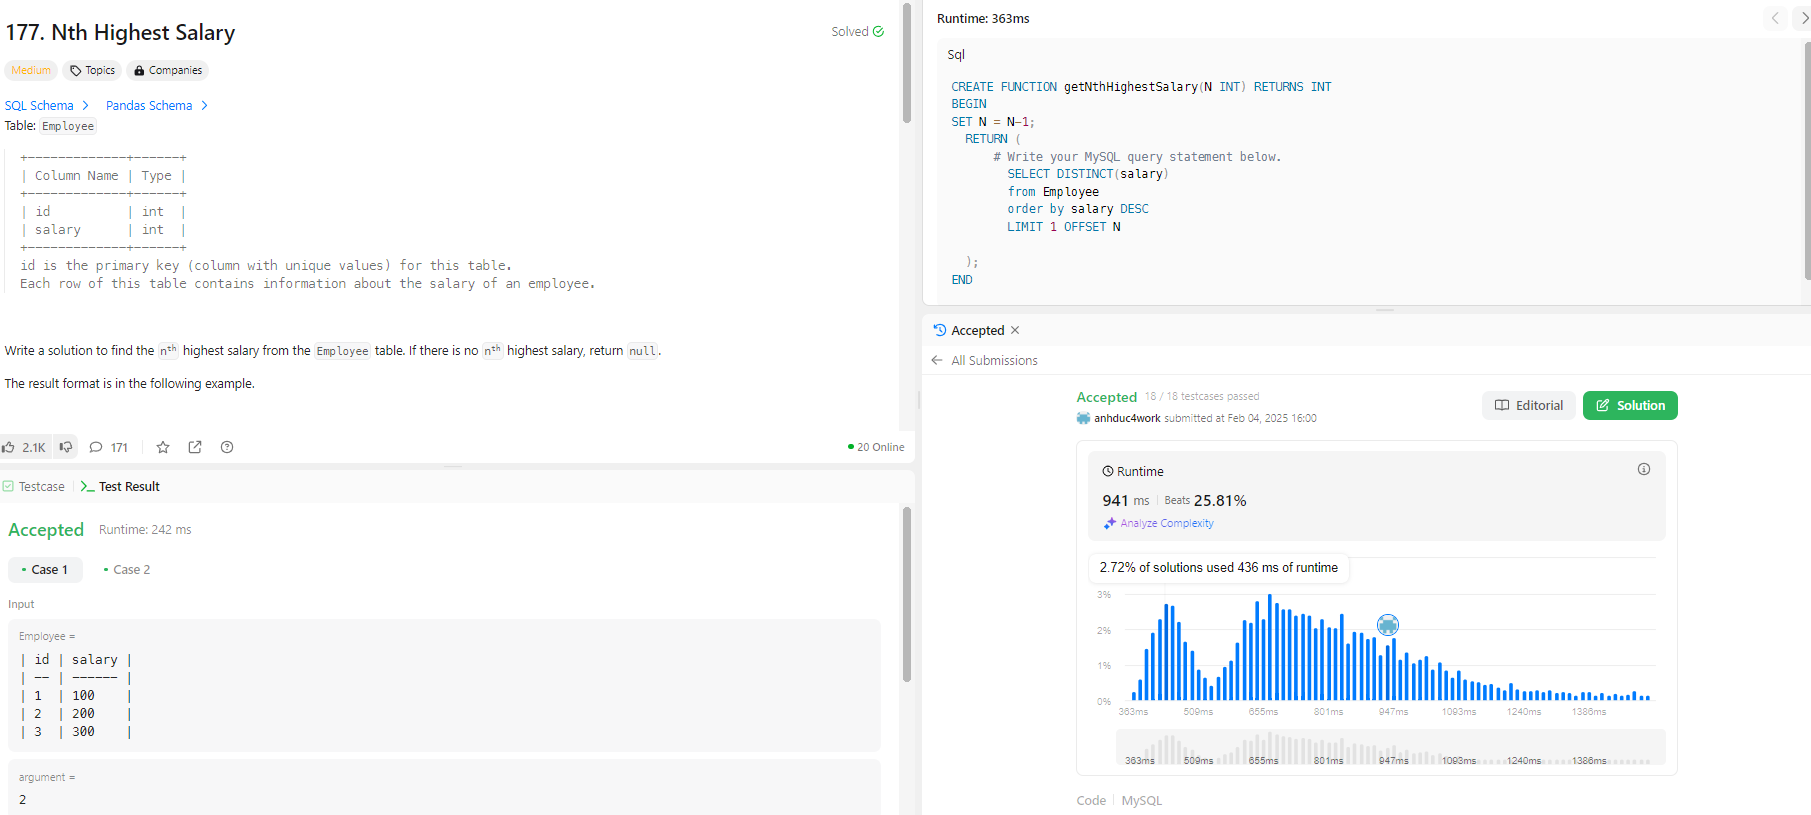 177. Nth Highest Salary
Solved
Medium
Topics
Companies
SQL Schema
Pandas Schema
Table: Employee
+-------------+------+
| Column Name | Type |
+-------------+------+
| id          | int  |
| salary      | int  |
+-------------+------+
id is the primary key (column with unique values) for this table.
Each row of this table contains information about the salary of an employee.
Write a solution to find the nth highest salary from the Employee table. If there is no nth highest salary, return null.
The result format is in the following example.
2.1K
171
20 Online
Testcase
Test Result
Accepted
Runtime: 242 ms
Case 1
Case 2
Input
Employee =
| id | salary |
| -- | ------ |
| 1  | 100    |
| 2  | 200    |
| 3  | 300    |
argument =
2
Runtime: 363ms
Sql
CREATE FUNCTION getNthHighestSalary(N INT) RETURNS INT
BEGIN
SET N = N-1;
RETURN (
# Write your MySQL query statement below.
SELECT DISTINCT(salary)
from Employee
order by salary DESC
LIMIT 1 OFFSET N
);
END
Accepted
All Submissions
Accepted 18 / 18 testcases passed
anhduc4work submitted at Feb 04, 2025 16:00
Editorial
Solution
Runtime
941 ms
Beats 25.81%
Analyze Complexity
2.72% of solutions used 436 ms of runtime
3%
2%
1%
0%
363ms 509ms 655ms 801ms 947ms 1093ms 1240ms 1386ms
363ms 509ms 655ms 801ms 947ms 1093ms 1240ms 1386ms
Code
MySQL